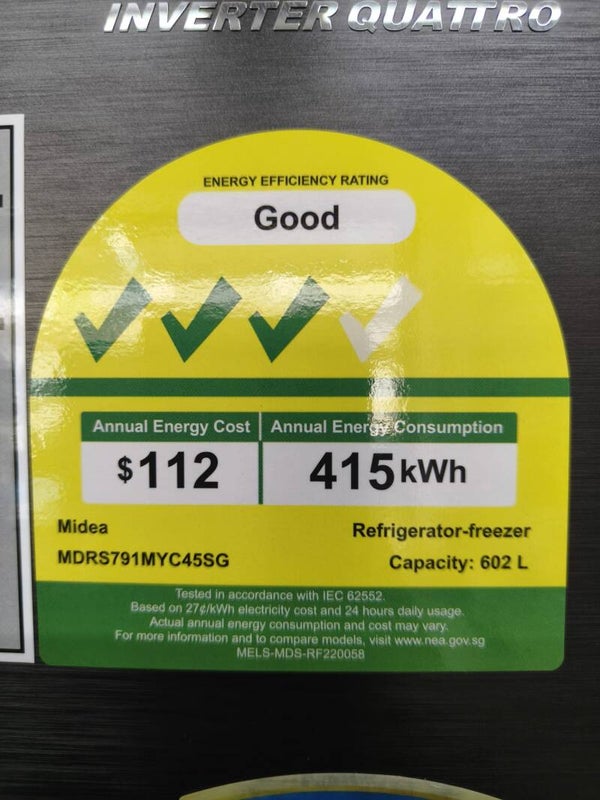 INVERTER QUATTRO
ENERGY EFFICIENCY RATING
Good
Annual Energy Cost
Annual Energy Consumption
$112
415 kWh
Midea
Refrigerator-freezer
MDRS791MYC45SG
Capacity: 602 L
Tested in accordance with IEC 62552.
Based on 27¢/kWh electricity cost and 24 hours daily usage.
Actual annual energy consumption and cost may vary.
For more information and to compare models, visit www.nea.gov.sg
MELS-MDS-RF220058